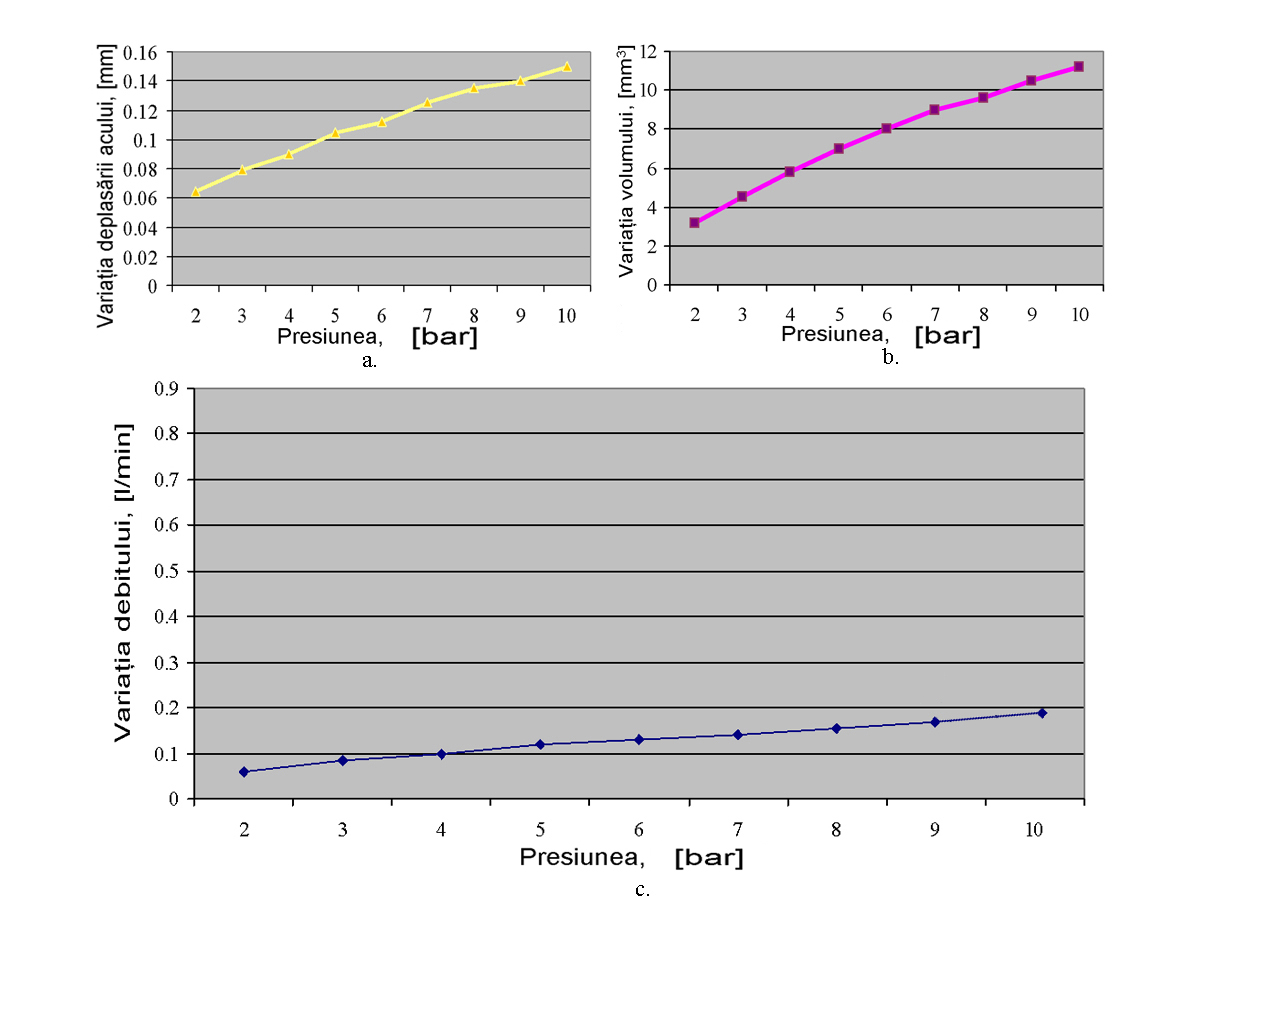 Variația deplasării acului, [mm]
0.16
0.14
0.12
0.1
0.08
0.06
0.04
0.02
0
2 3 4 5 6 7 8 9 10
Presiunea, [bar]
a.
Variația volumului, [mm³]
12
10
8
6
4
2
0
2 3 4 5 6 7 8 9 10
Presiunea, [bar]
b.
Variația debitului, [l/min]
0.9
0.8
0.7
0.6
0.5
0.4
0.3
0.2
0.1
0
2 3 4 5 6 7 8 9 10
Presiunea, [bar]
c.